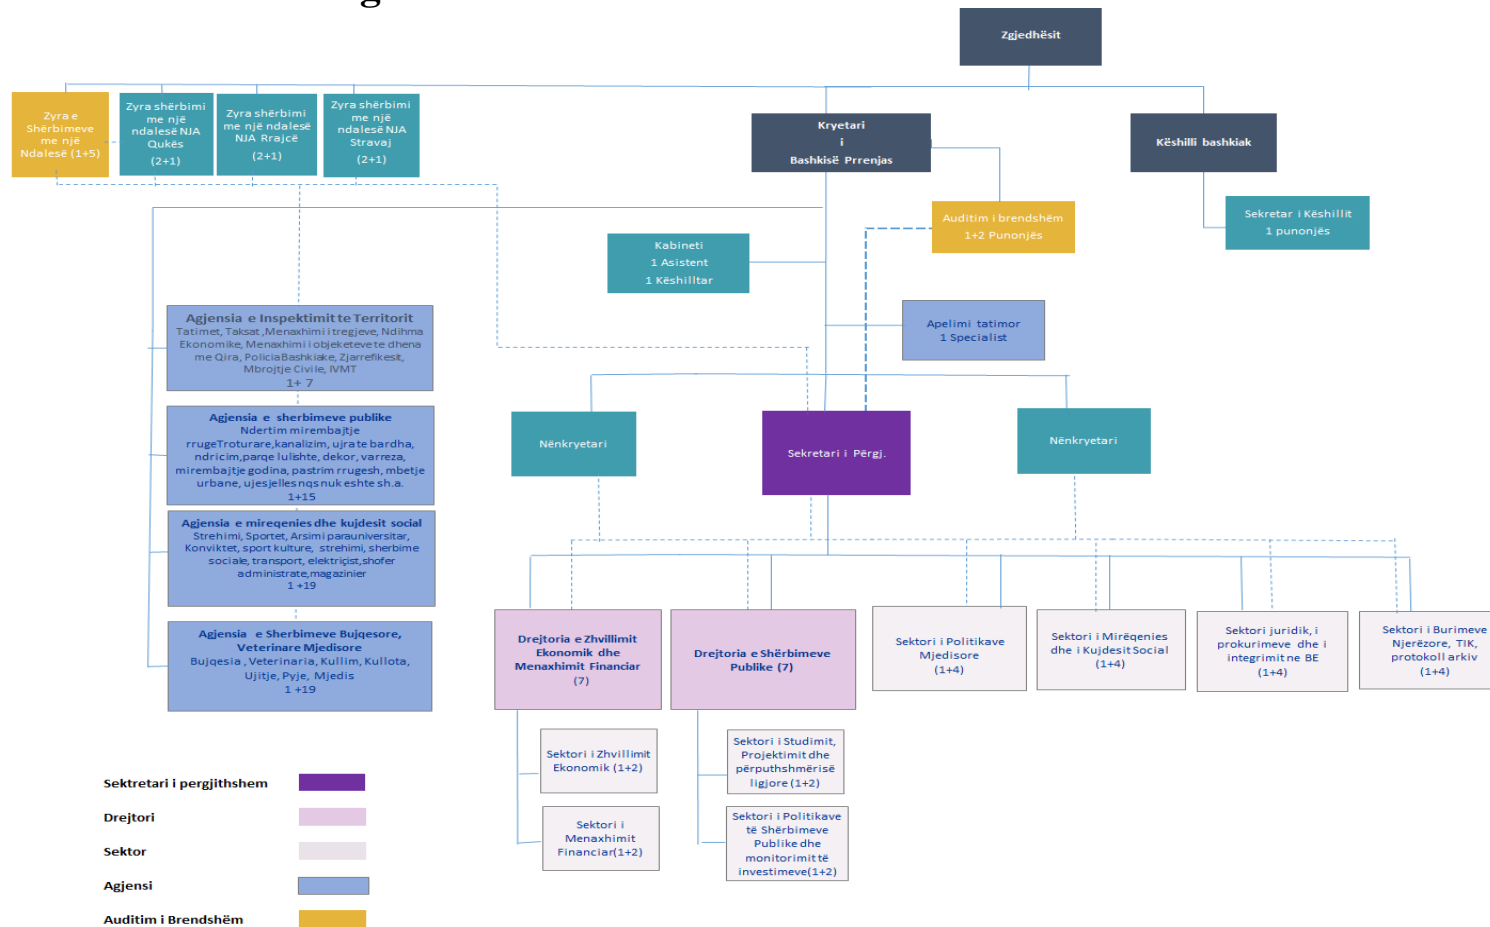 Zgjedhësit
Zyra e
Shërbimeve
me një
Ndalesë (1+5)
Zyra shërbimi
me një
ndalesë NJA
Qukës
(2+1)
Zyra shërbimi
me një ndalesë
NJA Rrajcë
(2+1)
Zyra shërbimi
me një
ndalesë NJA
Stravaj
(2+1)
Kryetari
i
Bashkisë Prrenjas
Këshilli bashkiak
Auditim i brendshëm
1+2 Punonjës
Sekretar i Këshillit
1 punonjës
Kabineti
1 Asistent
1 Këshilltar
Apelimi tatimor
1 Specialist
Agjensia e Inspektimit te Territorit
Tatimet, Taksat ,Menaxhimi i tregjeve, Ndihma
Ekonomike, Menaxhimi i objeketeve te dhena
me Qira, Policia Bashkiake, Zjarrefikesit,
Mbrojtje Civile, IVMT
1+ 7
Agjensia e sherbimeve publike
Ndertim mirembajtje
rrugeTroturare,kanalizim, ujra te bardha,
ndricim,parqe lulishte, dekor, varreza,
mirembajtje godina, pastrim rrugesh, mbetje
urbane, ujesjelles nqs nuk eshte sh.a.
1+15
Agjensia e mireqenies dhe kujdesit social
Strehimi, Sportet, Arsimi parauniversitar,
Konviktet, sport kulture, strehimi, sherbime
sociale, transport, elektriçist,shofer
administrate,magazinier
1 +19
Agjensia e Sherbimeve Bujqesore,
Veterinare Mjedisore
Bujqesia , Veterinaria, Kullim, Kullota,
Ujitje, Pyje, Mjedis
1 +19
Nënkryetari
Sekretari i Përgj.
Nënkryetari
Drejtoria e Zhvillimit
Ekonomik dhe
Menaxhimit Financiar
(7)
Drejtoria e Shërbimeve
Publike (7)
Sektori i Politikave
Mjedisore
(1+4)
Sektori i Mirëqenies
dhe i Kujdesit Social
(1+4)
Sektori juridik, i
prokurimeve dhe i
integrimit ne BE
(1+4)
Sektori i Burimeve
Njerëzore, TIK,
protokoll arkiv
(1+4)
Sektori i Zhvillimit
Ekonomik (1+2)
Sektori i
Menaxhimit
Financiar(1+2)
Sektori i Studimit,
Projektimit dhe
përputhshmërisë
ligjore (1+2)
Sektori i Politikave
të Shërbimeve
Publike dhe
monitorimit të
investimeve(1+2)
Sektretari i pergjithshem
Drejtori
Sektor
Agjensi
Auditim i Brendshëm